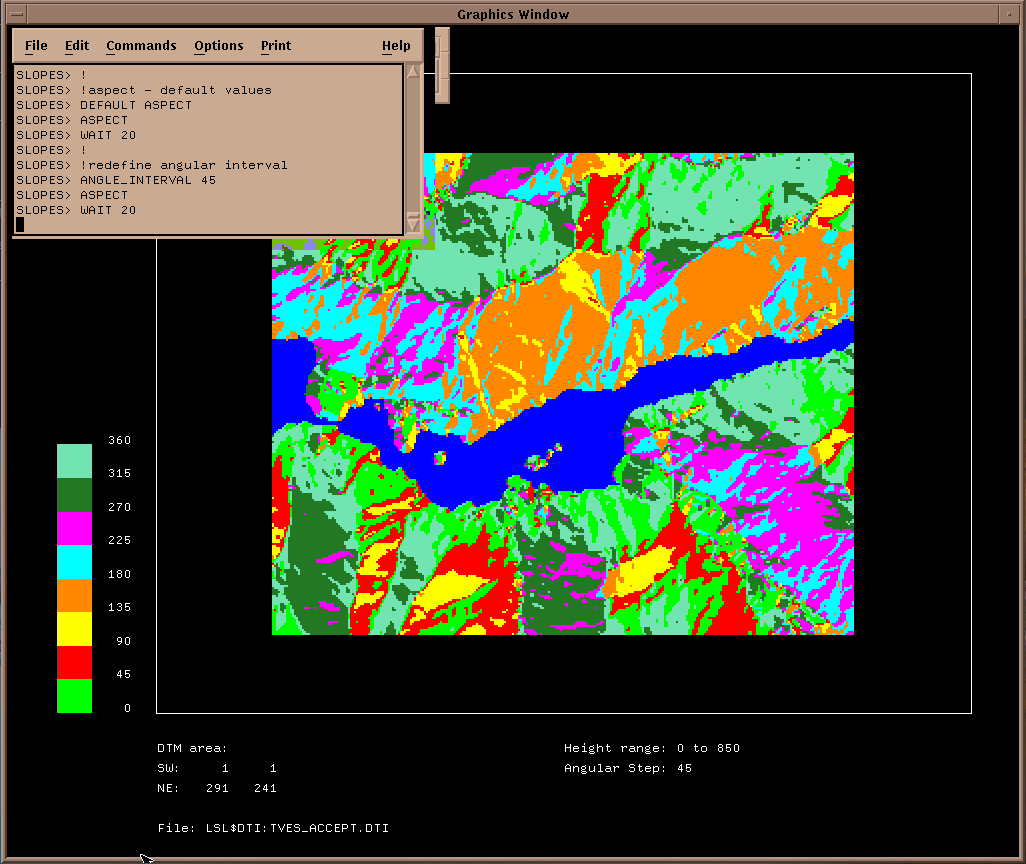 Graphics Window
File Edit Commands Options Print Help
SLOPES> !
SLOPES> !aspect - default values
SLOPES> DEFAULT ASPECT
SLOPES> ASPECT
SLOPES> WAIT 20
SLOPES> !
SLOPES> !redefine angular interval
SLOPES> ANGLE_INTERVAL 45
SLOPES> ASPECT
SLOPES> WAIT 20
360
315
270
225
180
135
90
45
0
DTM area:
SW: 1 1
NE: 291 241
Height range: 0 to 850
Angular Step: 45
File: LSL$DTI:TVES_ACCEPT.DTI